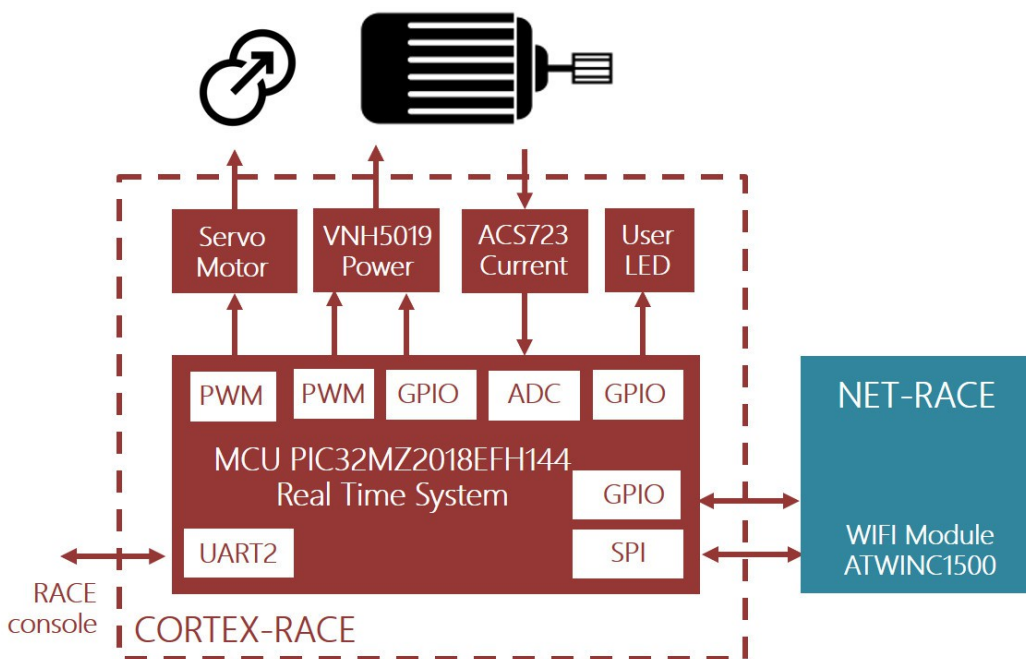 Servo
Motor
VNH5019
Power
ACS723
Current
User
LED
PWM
PWM
GPIO
ADC
GPIO
MCU PIC32MZ2018EFH144
Real Time System
GPIO
UART2
SPI
RACE
console
CORTEX-RACE
NET-RACE
WIFI Module
ATWINC1500